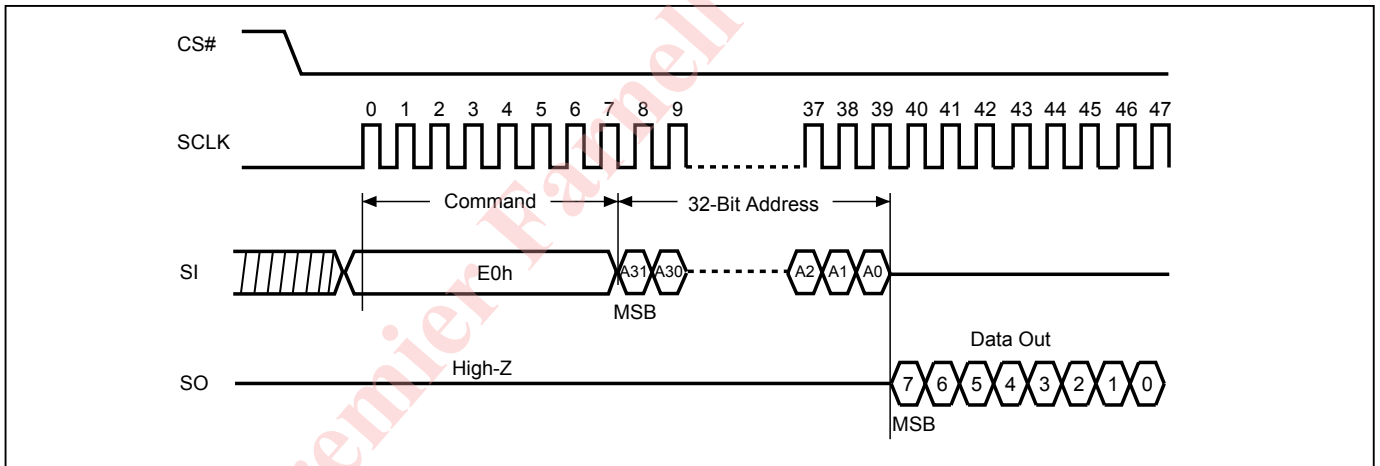 CS#
0 1 2 3 4 5 6 7 8 9 37 38 39 40 41 42 43 44 45 46 47
SCLK
Command 32-Bit Address
SI E0h A31 A30 A2 A1 A0
MSB
Data Out
High-Z
SO 7 6 5 4 3 2 1 0
MSB
Premier Farnell